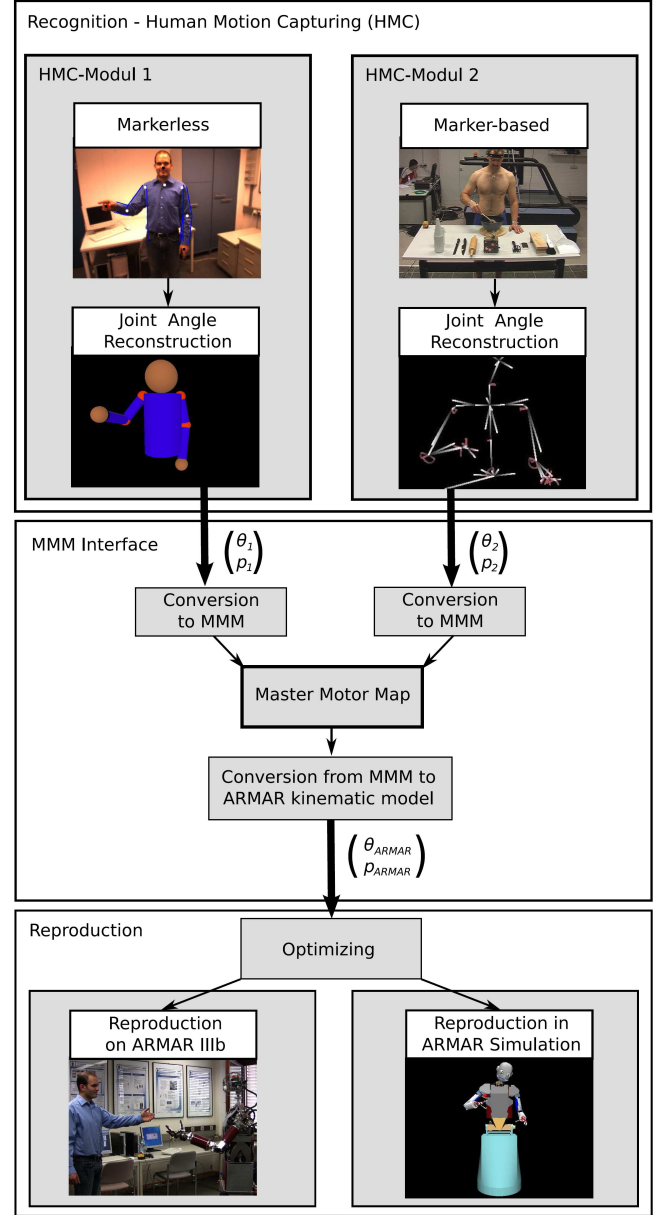 Recognition - Human Motion Capturing (HMC)
HMC-Modul 1
Markerless
Joint Angle
Reconstruction
HMC-Modul 2
Marker-based
Joint Angle
Reconstruction
MMM Interface
θ1
p1
θ2
p2
Conversion
to MMM
Conversion
to MMM
Master Motor Map
Conversion from MMM to
ARMAR kinematic model
θARMAR
pARMAR
Reproduction
Optimizing
Reproduction
on ARMAR IIIb
Reproduction in
ARMAR Simulation